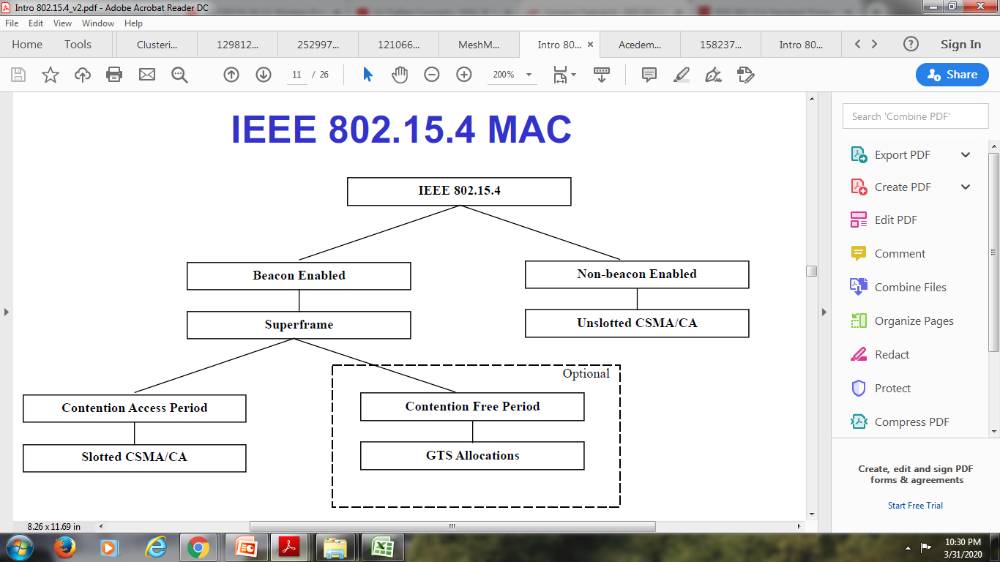 Intro 802.15.4_v2.pdf - Adobe Acrobat Reader DC
File Edit View Window Help
Home Tools Clusteri... 129812... 252997... 121066... MeshM... Intro 80... × Acedem... 158237... Intro 80... Sign In
11 / 26 200% Share
IEEE 802.15.4 MAC
IEEE 802.15.4
Beacon Enabled
Non-beacon Enabled
Superframe
Unslotted CSMA/CA
Optional
Contention Access Period
Contention Free Period
Slotted CSMA/CA
GTS Allocations
8.26 x 11.69 in
Search 'Combine PDF'
Export PDF
Create PDF
Edit PDF
Comment
Combine Files
Organize Pages
Redact
Protect
Compress PDF
Create, edit and sign PDF
forms & agreements
Start Free Trial
10:30 PM
3/31/2020